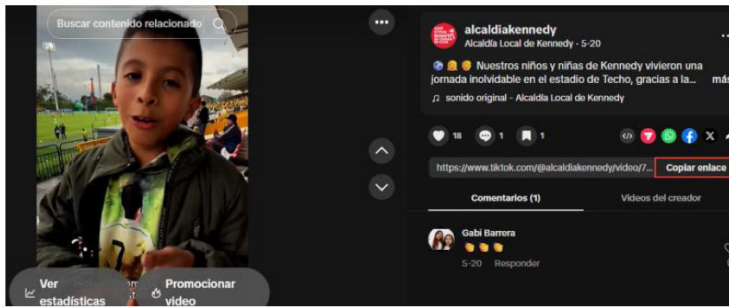 Buscar contenido relacionado
alcaldiakennedy
Alcaldía Local de Kennedy · 5-20
Nuestros niños y niñas de Kennedy vivieron una
jornada inolvidable en el estadio de Techo, gracias a la... más
sonido original - Alcaldía Local de Kennedy
18
1
1
https://www.tiktok.com/@alcaldiakennedy/video/7...
Copiar enlace
Comentarios (1)
Videos del creador
Gabi Barrera
5-20 Responder
7
Ver
estadísticas
Promocionar
video